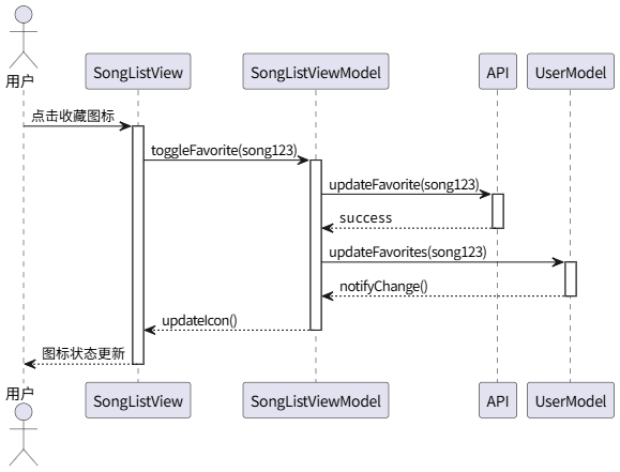 用户
SongListView
SongListViewModel
API
UserModel
点击收藏图标
toggleFavorite(song123)
updateFavorite(song123)
success
updateFavorites(song123)
notifyChange()
updateIcon()
图标状态更新
用户
SongListView
SongListViewModel
API
UserModel